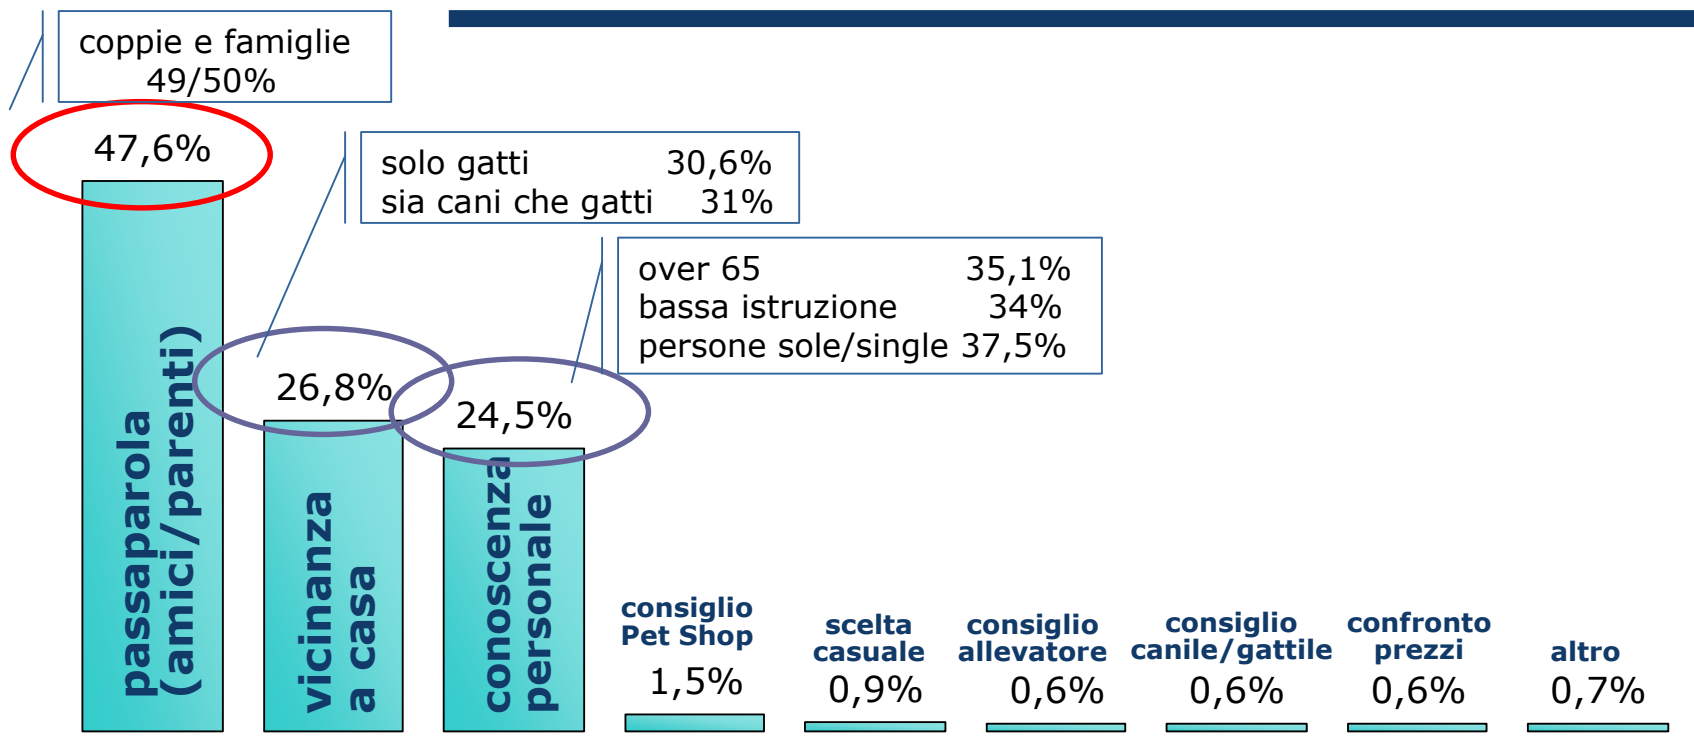 coppie e famiglie
49/50%
47,6%
solo gatti 30,6%
sia cani che gatti 31%
over 65 35,1%
bassa istruzione 34%
persone sole/single 37,5%
26,8%
24,5%
passaparola
(amici/parenti)
vicinanza
a casa
conoscenza
personale
consiglio
Pet Shop
1,5%
scelta
casuale
0,9%
consiglio
allevatore
0,6%
consiglio
canile/gattile
0,6%
confronto
prezzi
0,6%
altro
0,7%